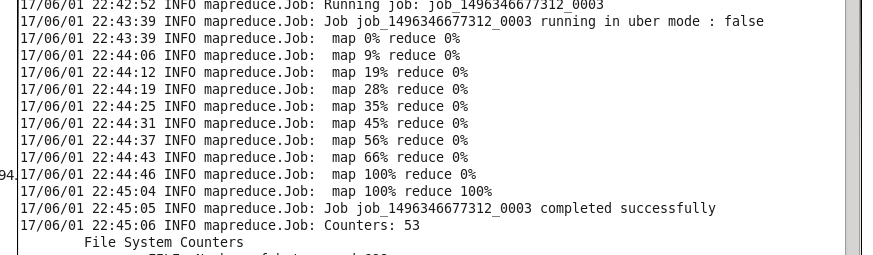 17/06/01 22:42:52 INFO mapreduce.Job: Running job: job_1496346677312_0003
17/06/01 22:43:39 INFO mapreduce.Job: Job job_1496346677312_0003 running in uber mode : false
17/06/01 22:43:39 INFO mapreduce.Job:  map 0% reduce 0%
17/06/01 22:44:06 INFO mapreduce.Job:  map 9% reduce 0%
17/06/01 22:44:12 INFO mapreduce.Job:  map 19% reduce 0%
17/06/01 22:44:19 INFO mapreduce.Job:  map 28% reduce 0%
17/06/01 22:44:25 INFO mapreduce.Job:  map 35% reduce 0%
17/06/01 22:44:31 INFO mapreduce.Job:  map 45% reduce 0%
17/06/01 22:44:37 INFO mapreduce.Job:  map 56% reduce 0%
17/06/01 22:44:43 INFO mapreduce.Job:  map 66% reduce 0%
94.
17/06/01 22:44:46 INFO mapreduce.Job:  map 100% reduce 0%
17/06/01 22:45:04 INFO mapreduce.Job:  map 100% reduce 100%
17/06/01 22:45:05 INFO mapreduce.Job: Job job_1496346677312_0003 completed successfully
17/06/01 22:45:06 INFO mapreduce.Job: Counters: 53
File System Counters